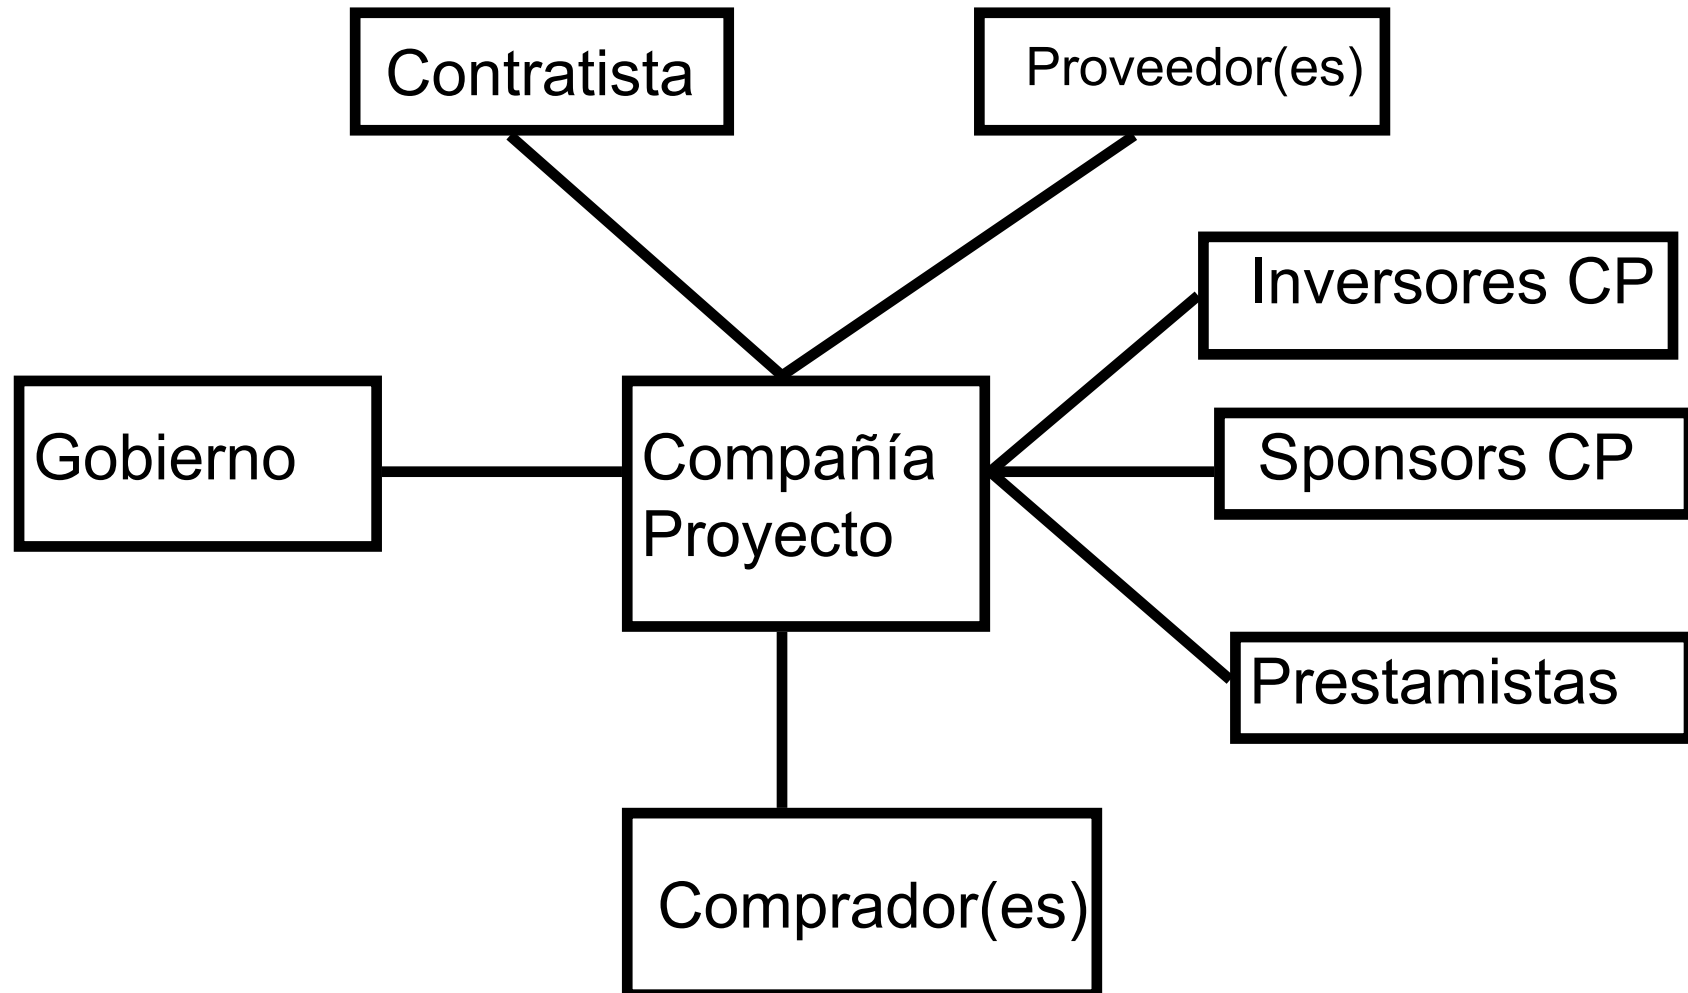 Contratista
Proveedor(es)
Inversores CP
Gobierno
Compañía
Proyecto
Sponsors CP
Prestamistas
Comprador(es)